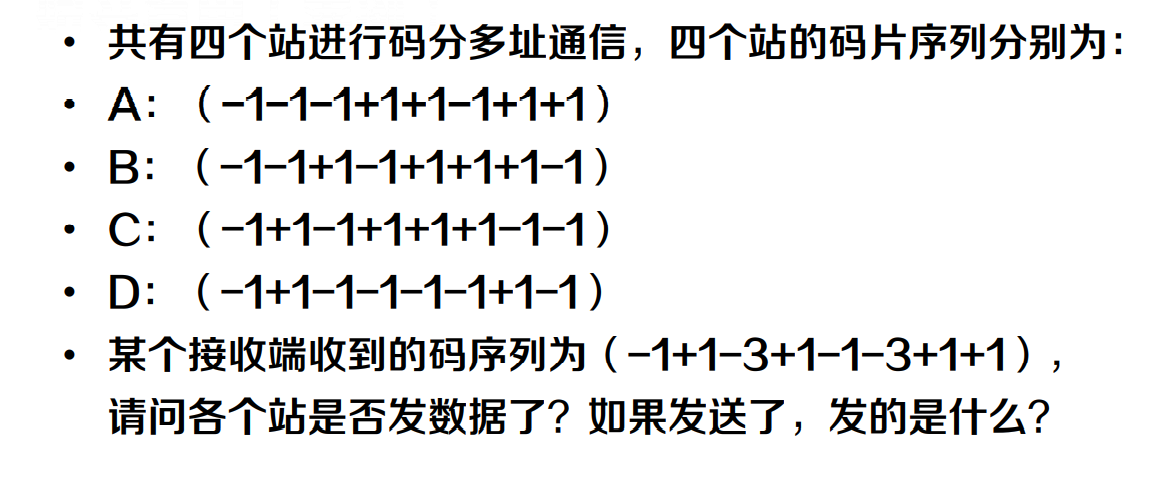 • 共有四个站进行码分多址通信，四个站的码片序列分别为：
• A：（-1-1-1+1+1-1+1+1）
• B：（-1-1+1-1+1+1+1-1）
• C：（-1+1-1+1+1+1-1-1）
• D：（-1+1-1-1-1-1+1-1）
• 某个接收端收到的码序列为（-1+1-3+1-1-3+1+1），
请问各个站是否发数据了？如果发送了，发的是什么？